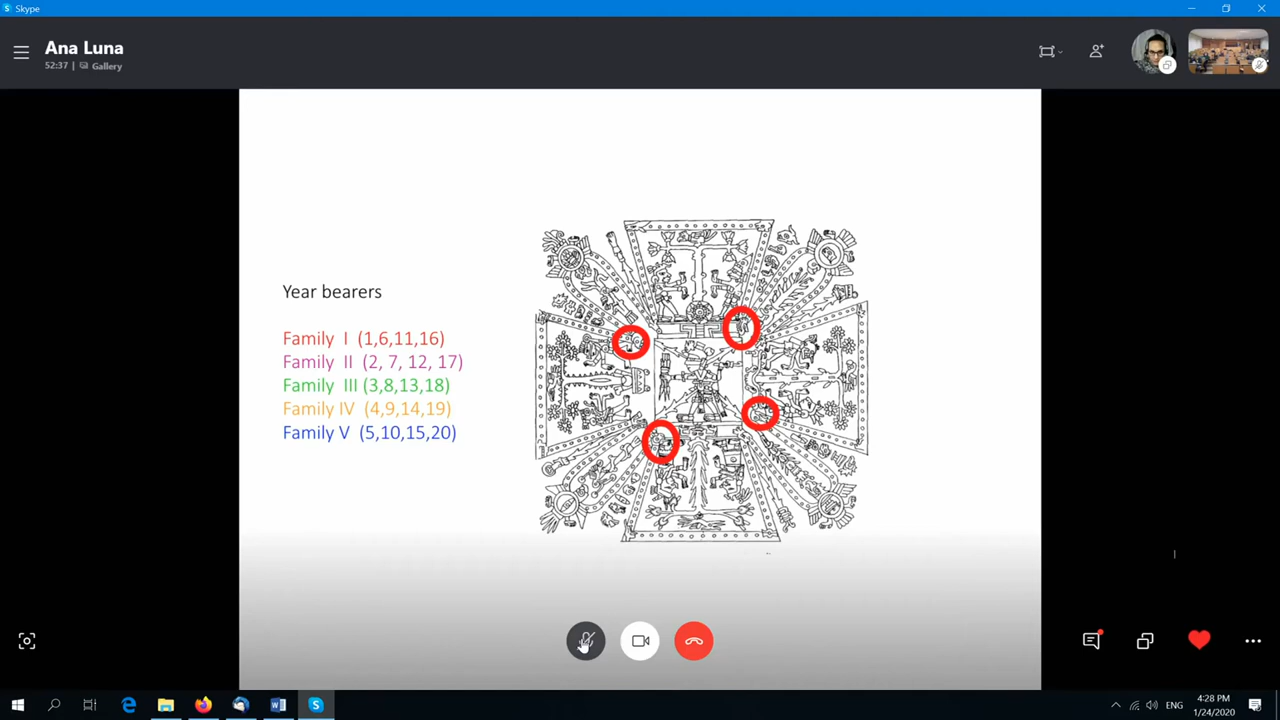 Skype
Ana Luna
52:37 | Gallery
Year bearers
Family I (1,6,11,16)
Family II (2, 7, 12, 17)
Family III (3,8,13,18)
Family IV (4,9,14,19)
Family V (5,10,15,20)
ENG
4:28 PM
1/24/2020